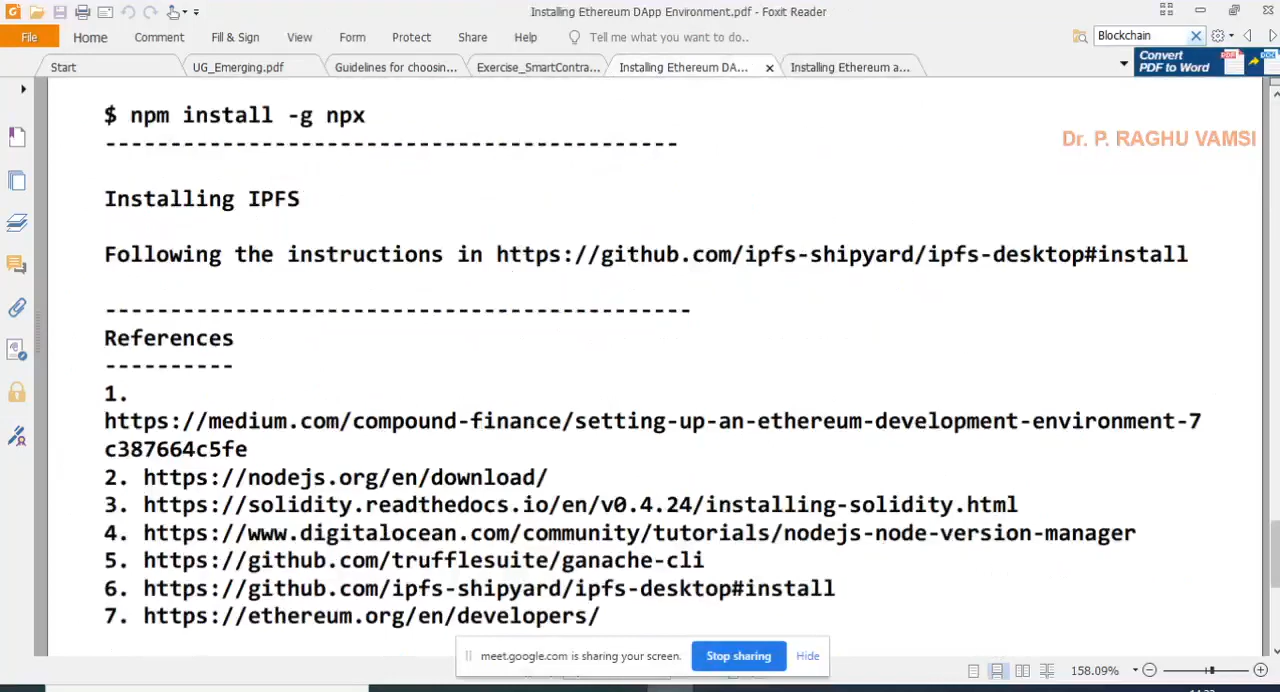 Installing Ethereum DApp Environment.pdf - Foxit Reader
File Home Comment Fill & Sign View Form Protect Share Help Tell me what you want to do.. Blockchain
Start UG_Emerging.pdf Guidelines for choose... Exercise_SmartContra... Installing Ethereum DA... Installing Ethereum a...
Convert
PDF to Word
$ npm install -g npx
--------------------------------------------
Dr. P. RAGHU VAMSI
Installing IPFS
Following the instructions in https://github.com/ipfs-shipyard/ipfs-desktop#install
---------------------------------------------
References
----------
1.
https://medium.com/compound-finance/setting-up-an-ethereum-development-environment-7
c387664c5fe
2. https://nodejs.org/en/download/
3. https://solidity.readthedocs.io/en/v0.4.24/installing-solidity.html
4. https://www.digitalocean.com/community/tutorials/nodejs-node-version-manager
5. https://github.com/trufflesuite/ganache-cli
6. https://github.com/ipfs-shipyard/ipfs-desktop#install
7. https://ethereum.org/en/developers/
meet.google.com is sharing your screen. Stop sharing Hide
158.09%